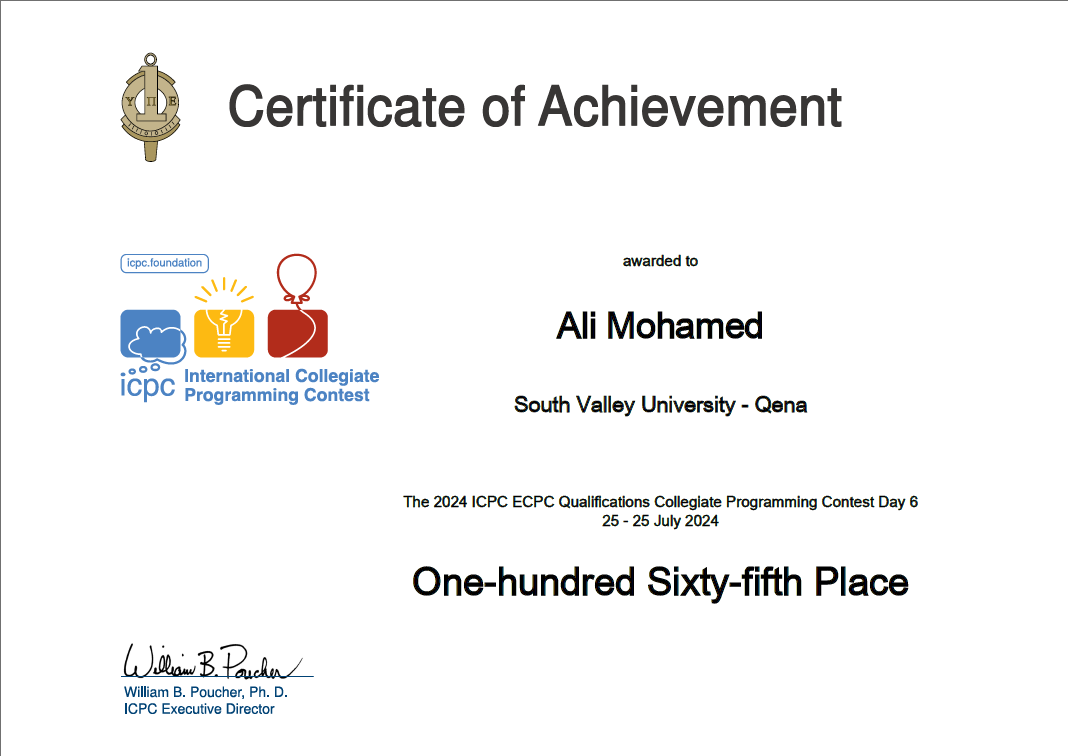 Υ Π Ε
Certificate of Achievement
icpc.foundation
icpc International Collegiate
Programming Contest
awarded to
Ali Mohamed
South Valley University - Qena
The 2024 ICPC ECPC Qualifications Collegiate Programming Contest Day 6
25 - 25 July 2024
One-hundred Sixty-fifth Place
William B. Poucher
William B. Poucher, Ph. D.
ICPC Executive Director